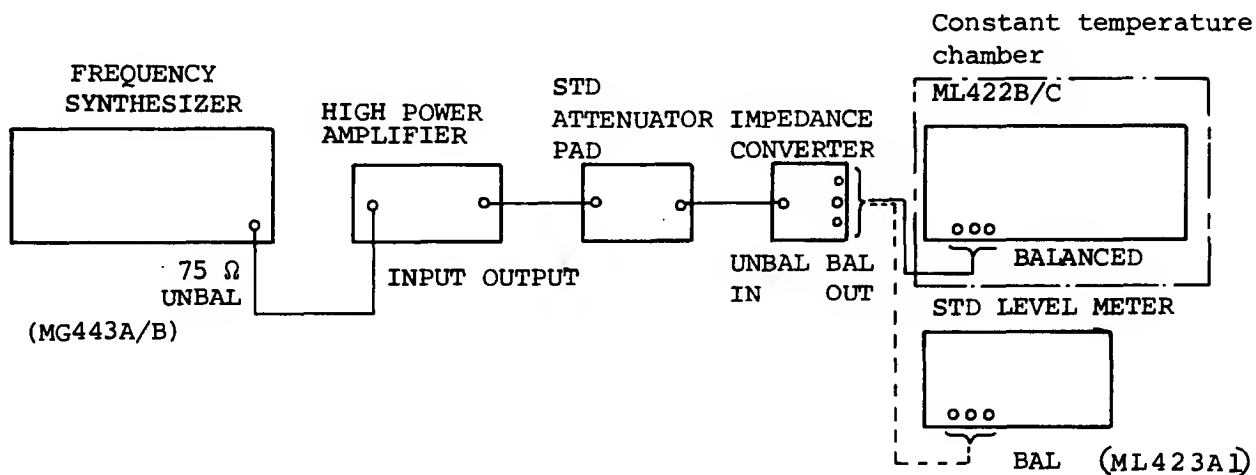 Constant temperature
chamber
FREQUENCY
SYNTHESIZER
HIGH POWER
AMPLIFIER
STD
ATTENUATOR
PAD
IMPEDANCE
CONVERTER
ML422B/C
75 Ω
UNBAL
(MG443A/B)
INPUT OUTPUT
UNBAL BAL
IN OUT
BALANCED
STD LEVEL METER
BAL (ML423A1)